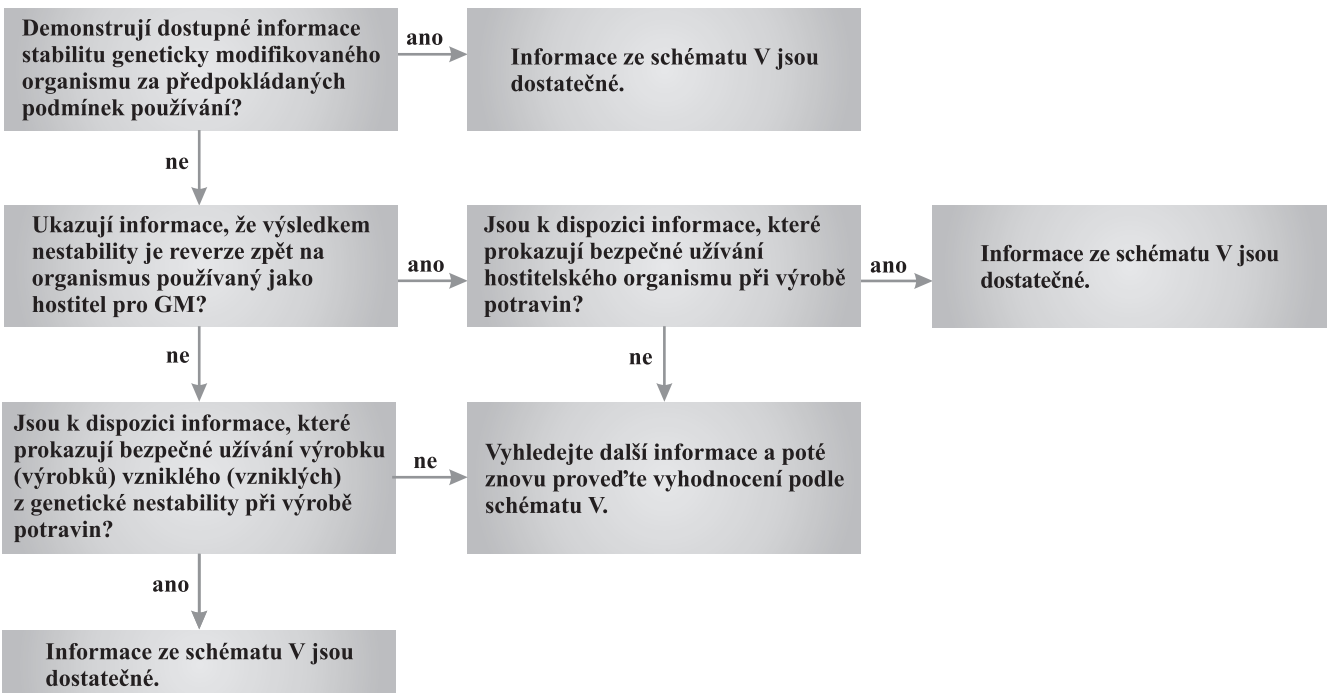 Demonstrují dostupné informace
stabilitu geneticky modifikovaného
organismu za předpokládaných
podmínek používání?
ano
Informace ze schématu V jsou
dostatečné.
ne
Ukazují informace, že výsledkem
nestability je reverze zpět na
organismus používaný jako
hostitel pro GM?
ano
Jsou k dispozici informace, které
prokazují bezpečné užívání
hostitelského organismu při výrobě
potravin?
ano
Informace ze schématu V jsou
dostatečné.
ne
ne
Jsou k dispozici informace, které
prokazují bezpečné užívání výrobku
(výrobků) vzniklého (vzniklých)
z genetické nestability při výrobě
potravin?
ne
Vyhledejte další informace a poté
znovu proveďte vyhodnocení podle
schématu V.
ano
Informace ze schématu V jsou
dostatečné.